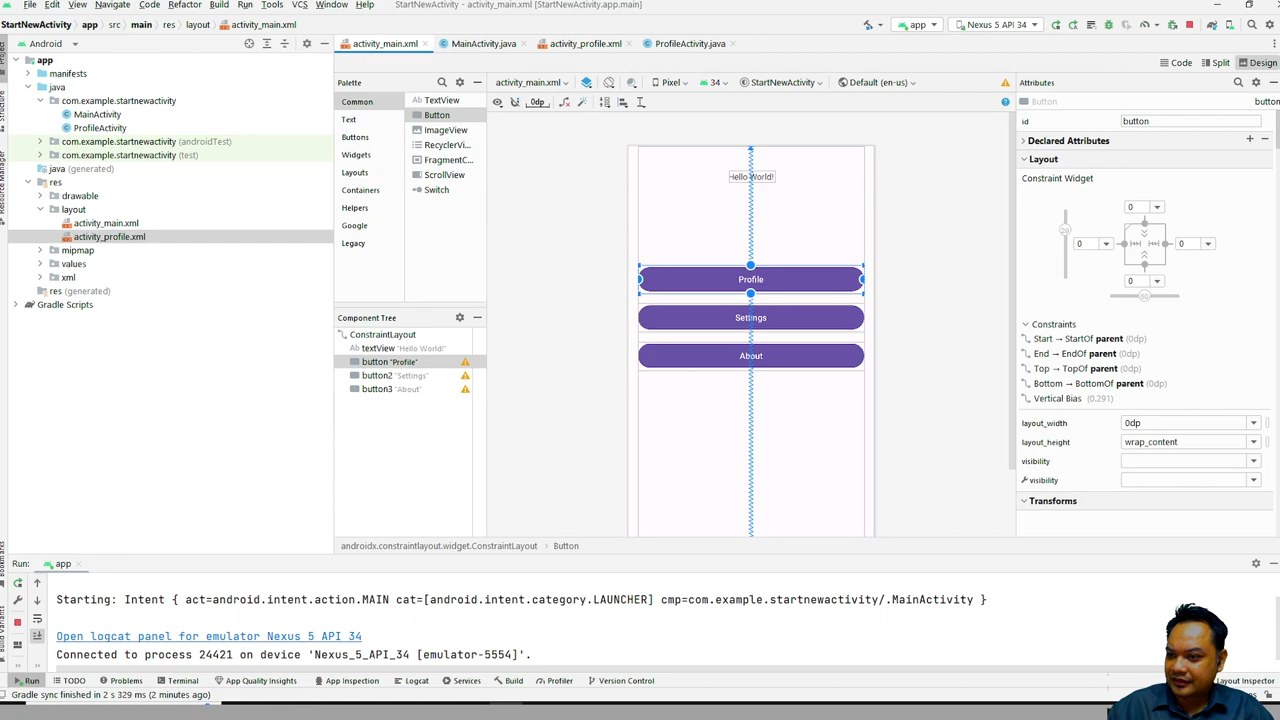 File Edit View Navigate Code Refactor Build Run Tools VCS Window Help StartNewActivity - activity_main.xml [StartNewActivity.app.main]
StartNewActivity app src main res layout activity_main.xml
app Nexus 5 API 34
Android
activity_main.xml MainActivity.java activity_profile.xml ProfileActivity.java
Code Split Design
Project
Structure
Resource Manager
Bookmarks
Build Variants
app
manifests
java
com.example.startnewactivity
MainActivity
ProfileActivity
com.example.startnewactivity (androidTest)
com.example.startnewactivity (test)
java (generated)
res
drawable
layout
activity_main.xml
activity_profile.xml
mipmap
values
xml
res (generated)
Gradle Scripts
Palette
Common
Text
Buttons
Widgets
Layouts
Containers
Helpers
Google
Legacy
TextView
Button
ImageView
RecyclerVi...
FragmentC...
ScrollView
Switch
Component Tree
ConstraintLayout
textView "Hello World!"
button "Profile"
button2 "Settings"
button3 "About"
activity_main.xml Pixel 34 StartNewActivity Default (en-us)
0dp
Hello World!
Profile
Settings
About
androidx.constraintlayout.widget.ConstraintLayout Button
Attributes
Button button
id button
Declared Attributes
Layout
Constraint Widget
0
0 0
0
29
50
Constraints
Start → StartOf parent (0dp)
End → EndOf parent (0dp)
Top → TopOf parent (0dp)
Bottom → BottomOf parent (0dp)
Vertical Bias (0.291)
layout_width 0dp
layout_height wrap_content
visibility
visibility
Transforms
Run: app
Starting: Intent { act=android.intent.action.MAIN cat=[android.intent.category.LAUNCHER] cmp=com.example.startnewactivity/.MainActivity }
Open logcat panel for emulator Nexus 5 API 34
Connected to process 24421 on device 'Nexus_5_API_34 [emulator-5554]'.
Run TODO Problems Terminal App Quality Insights App Inspection Logcat Services Build Profiler Version Control Layout Inspector
Gradle sync finished in 2 s 329 ms (2 minutes ago)